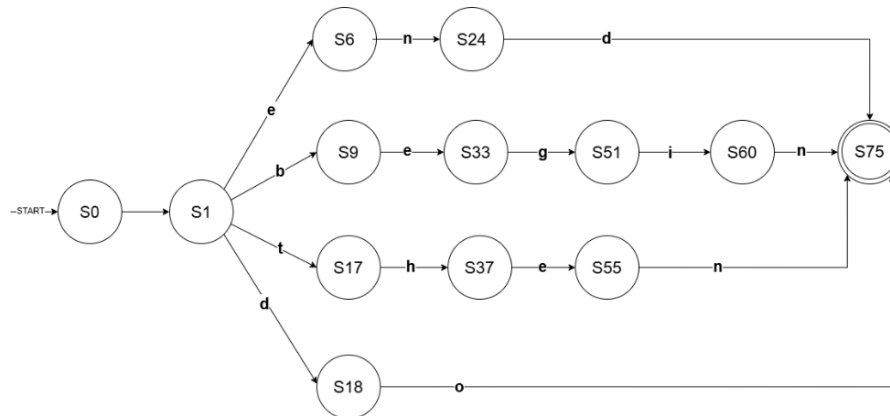 S6 n S24 d
e
S9 e S33 g S51 i S60 n S75
b
START S0 S1
t
S17 h S37 e S55 n
d
S18 o